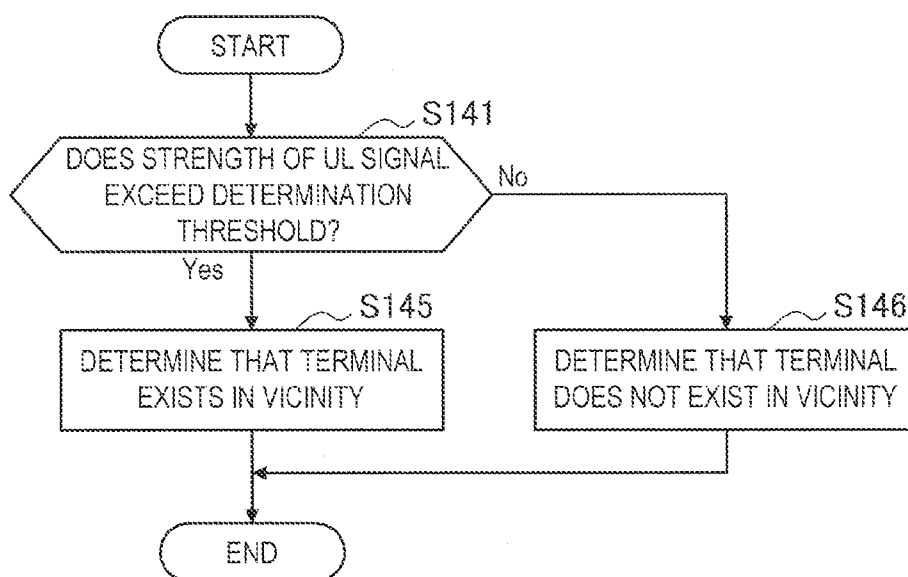 START
S141
DOES STRENGTH OF UL SIGNAL
EXCEED DETERMINATION
THRESHOLD?
No
Yes
S145
DETERMINE THAT TERMINAL
EXISTS IN VICINITY
S146
DETERMINE THAT TERMINAL
DOES NOT EXIST IN VICINITY
END